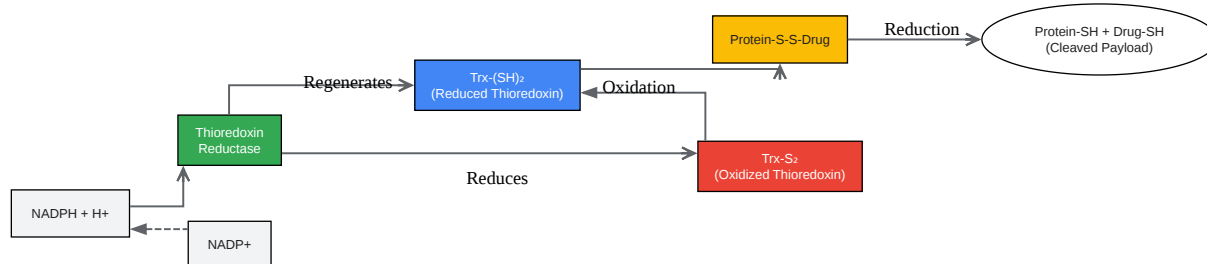 Protein-S-S-Drug
Reduction
Protein-SH + Drug-SH
(Cleaved Payload)
Regenerates
Trx-(SH)₂
(Reduced Thioredoxin)
Oxidation
Thioredoxin
Reductase
Reduces
Trx-S₂
(Oxidized Thioredoxin)
NADPH + H+
NADP+